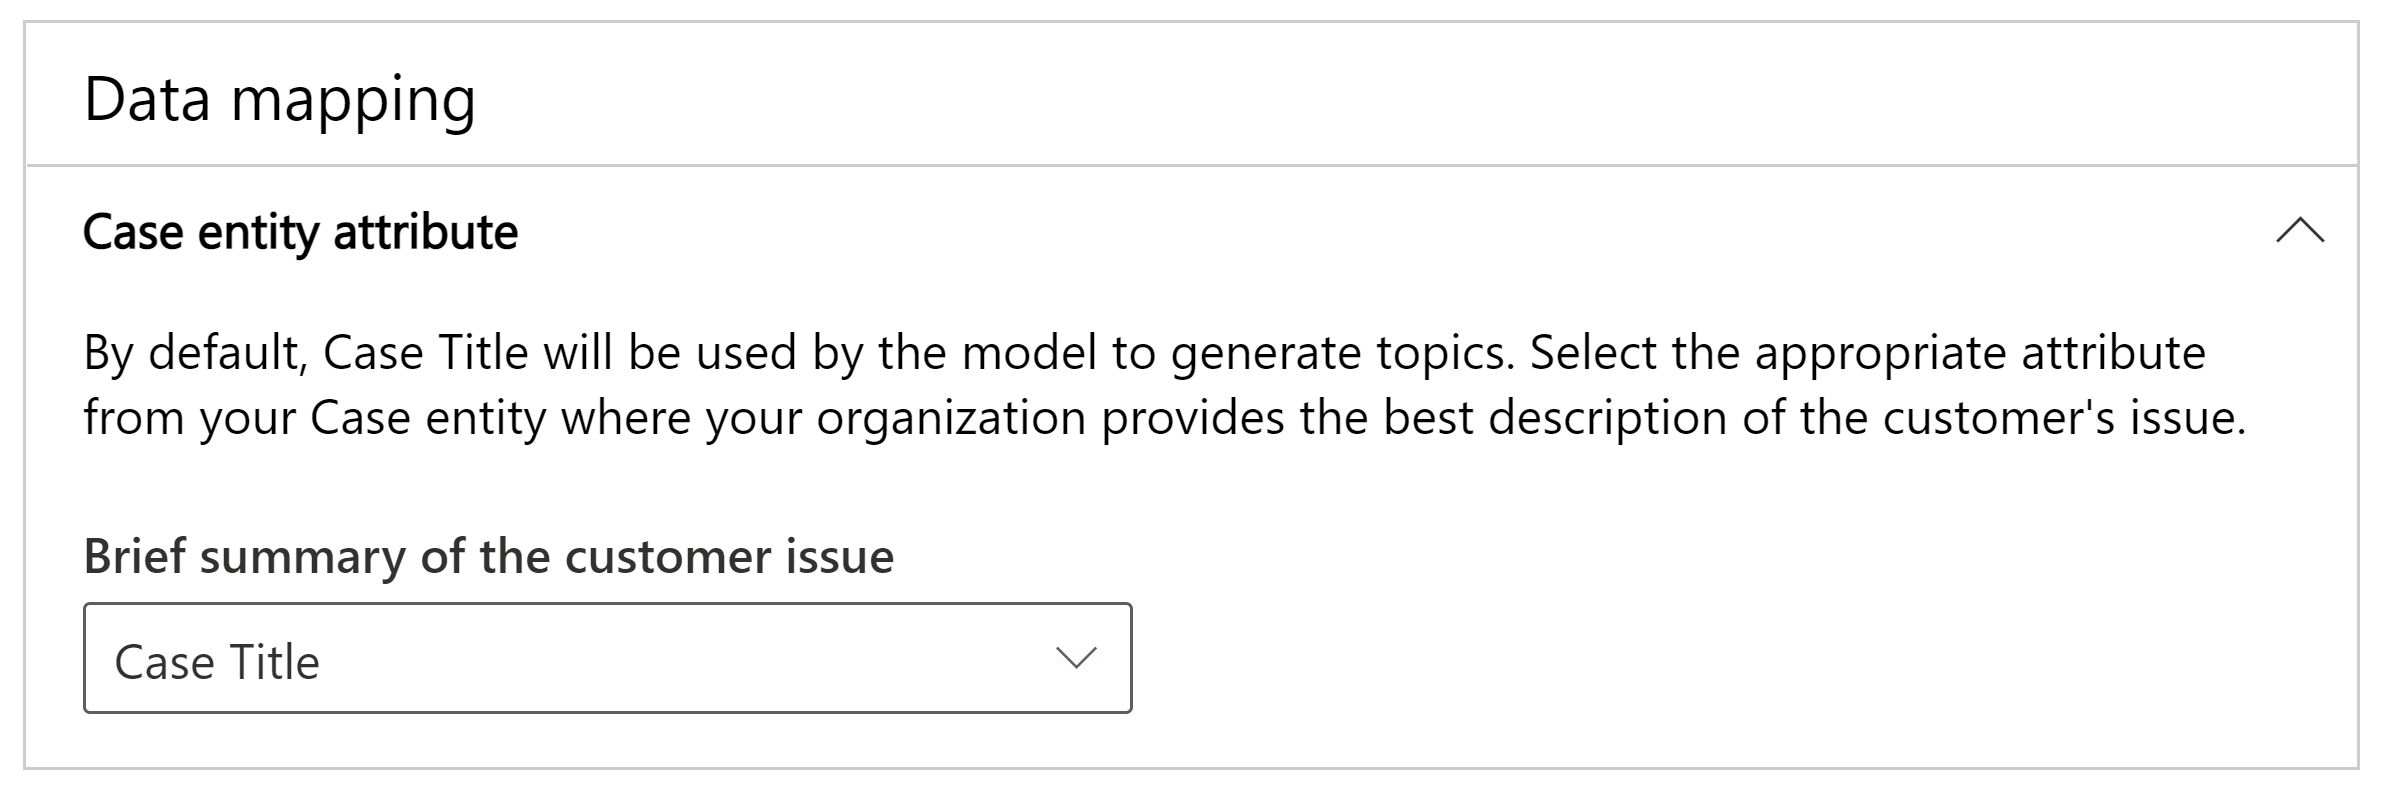 Data mapping
Case entity attribute
By default, Case Title will be used by the model to generate topics. Select the appropriate attribute
from your Case entity where your organization provides the best description of the customer's issue.
Brief summary of the customer issue
Case Title